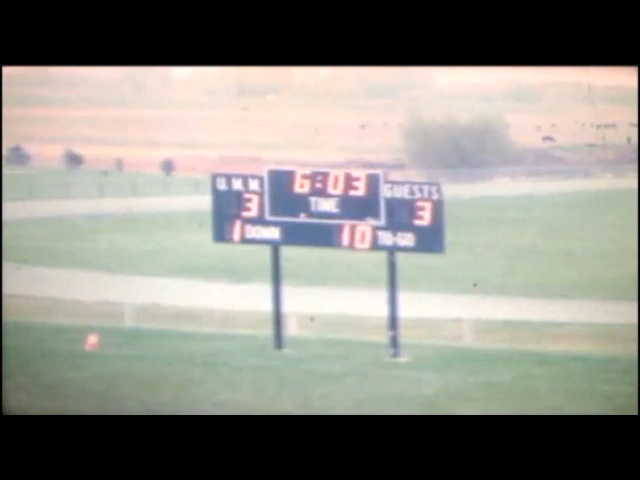 U. M. M. 6:03 GUESTS
3 TIME 3
1 DOWN 10 TO-GO